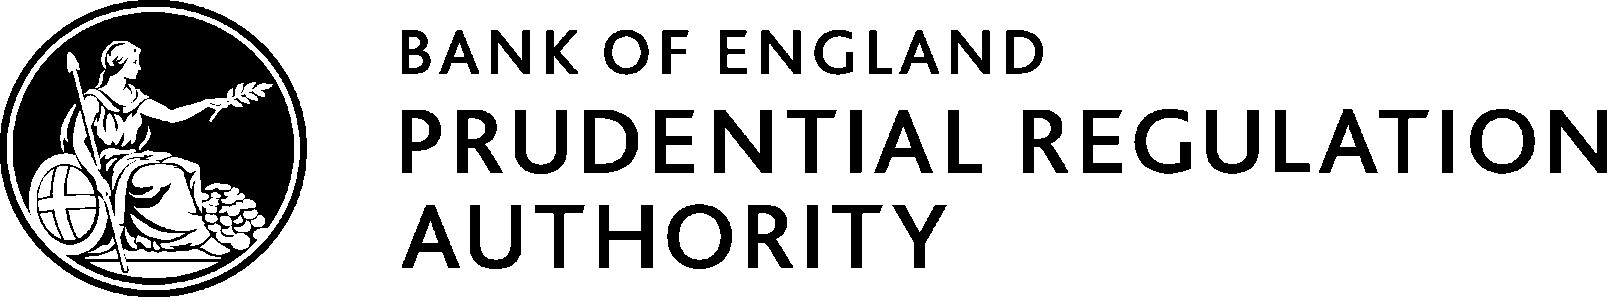 BANK OF ENGLAND
PRUDENTIAL REGULATION
AUTHORITY